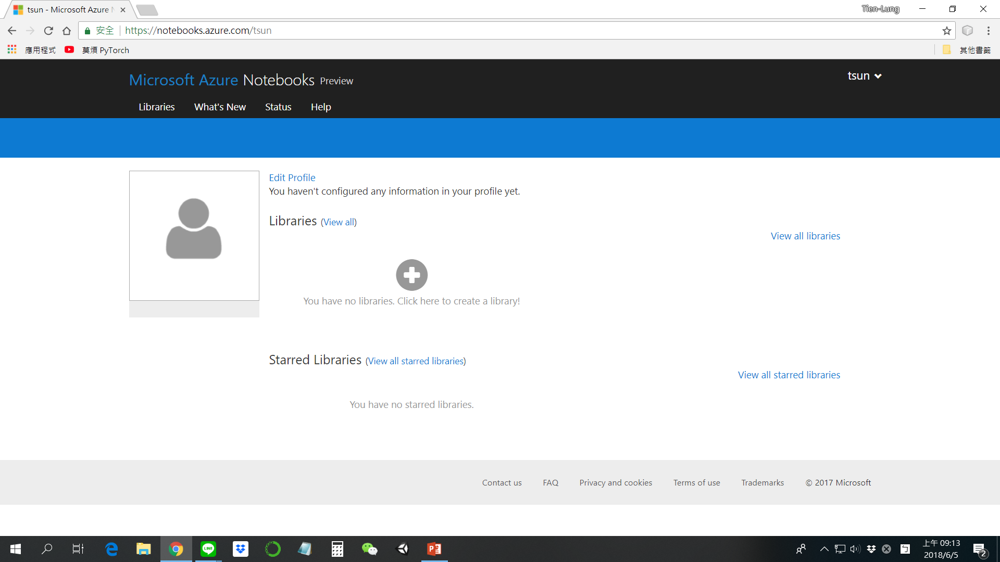 tsun - Microsoft Azure N
Tien-Lung
安全 https://notebooks.azure.com/tsun
應用程式 莫煩 PyTorch 其他書籤
Microsoft Azure Notebooks Preview
tsun
Libraries What's New Status Help
Edit Profile
You haven't configured any information in your profile yet.
Libraries (View all)
View all libraries
You have no libraries. Click here to create a library!
Starred Libraries (View all starred libraries)
View all starred libraries
You have no starred libraries.
Contact us FAQ Privacy and cookies Terms of use Trademarks © 2017 Microsoft
LINE
上午 09:13
2018/6/5
2